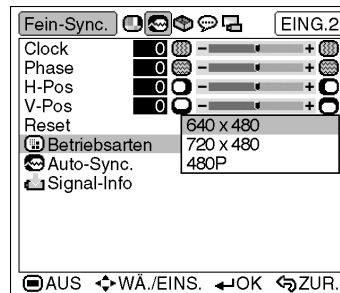 Fein-Sync. EING.2
Clock 0 - +
Phase 0 - +
H-Pos 0 - +
V-Pos 0 - +
Reset 640 x 480
Betriebsarten 720 x 480
Auto-Sync. 480P
Signal-Info
AUS WÄ./EINS. OK ZUR.